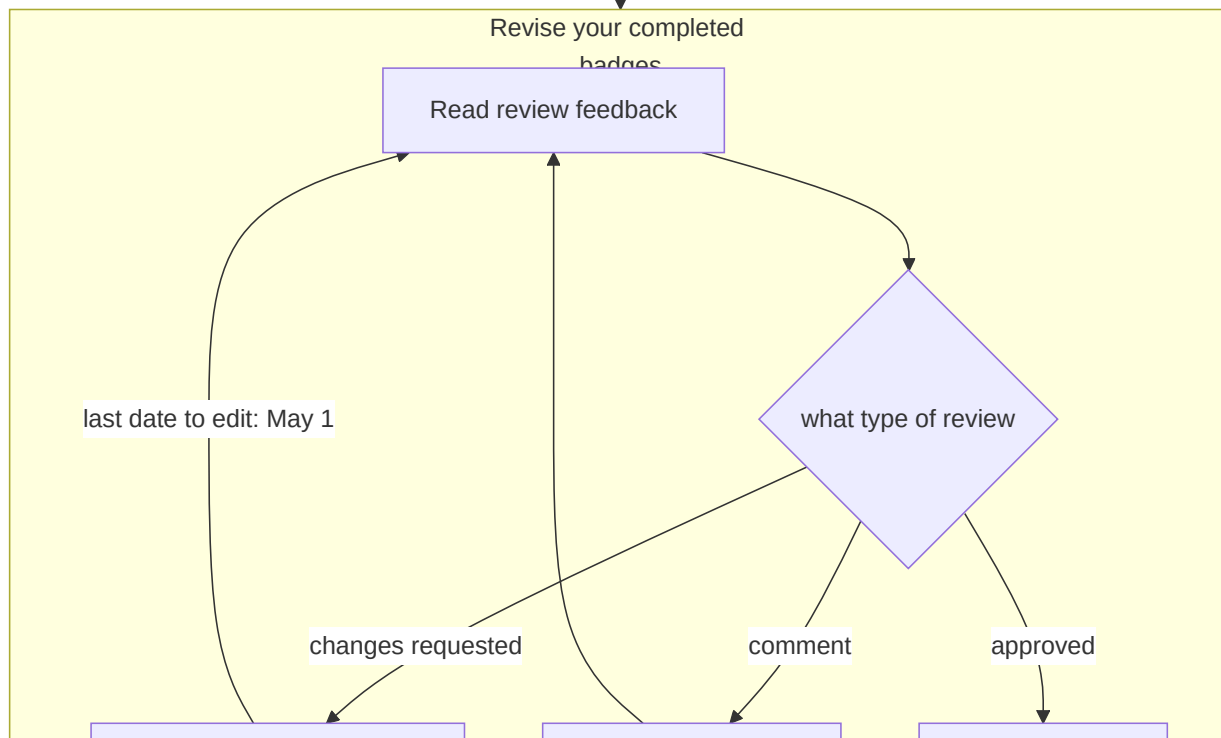 Revise your completed
badges
Read review feedback
last date to edit: May 1
what type of review
changes requested
comment
approved